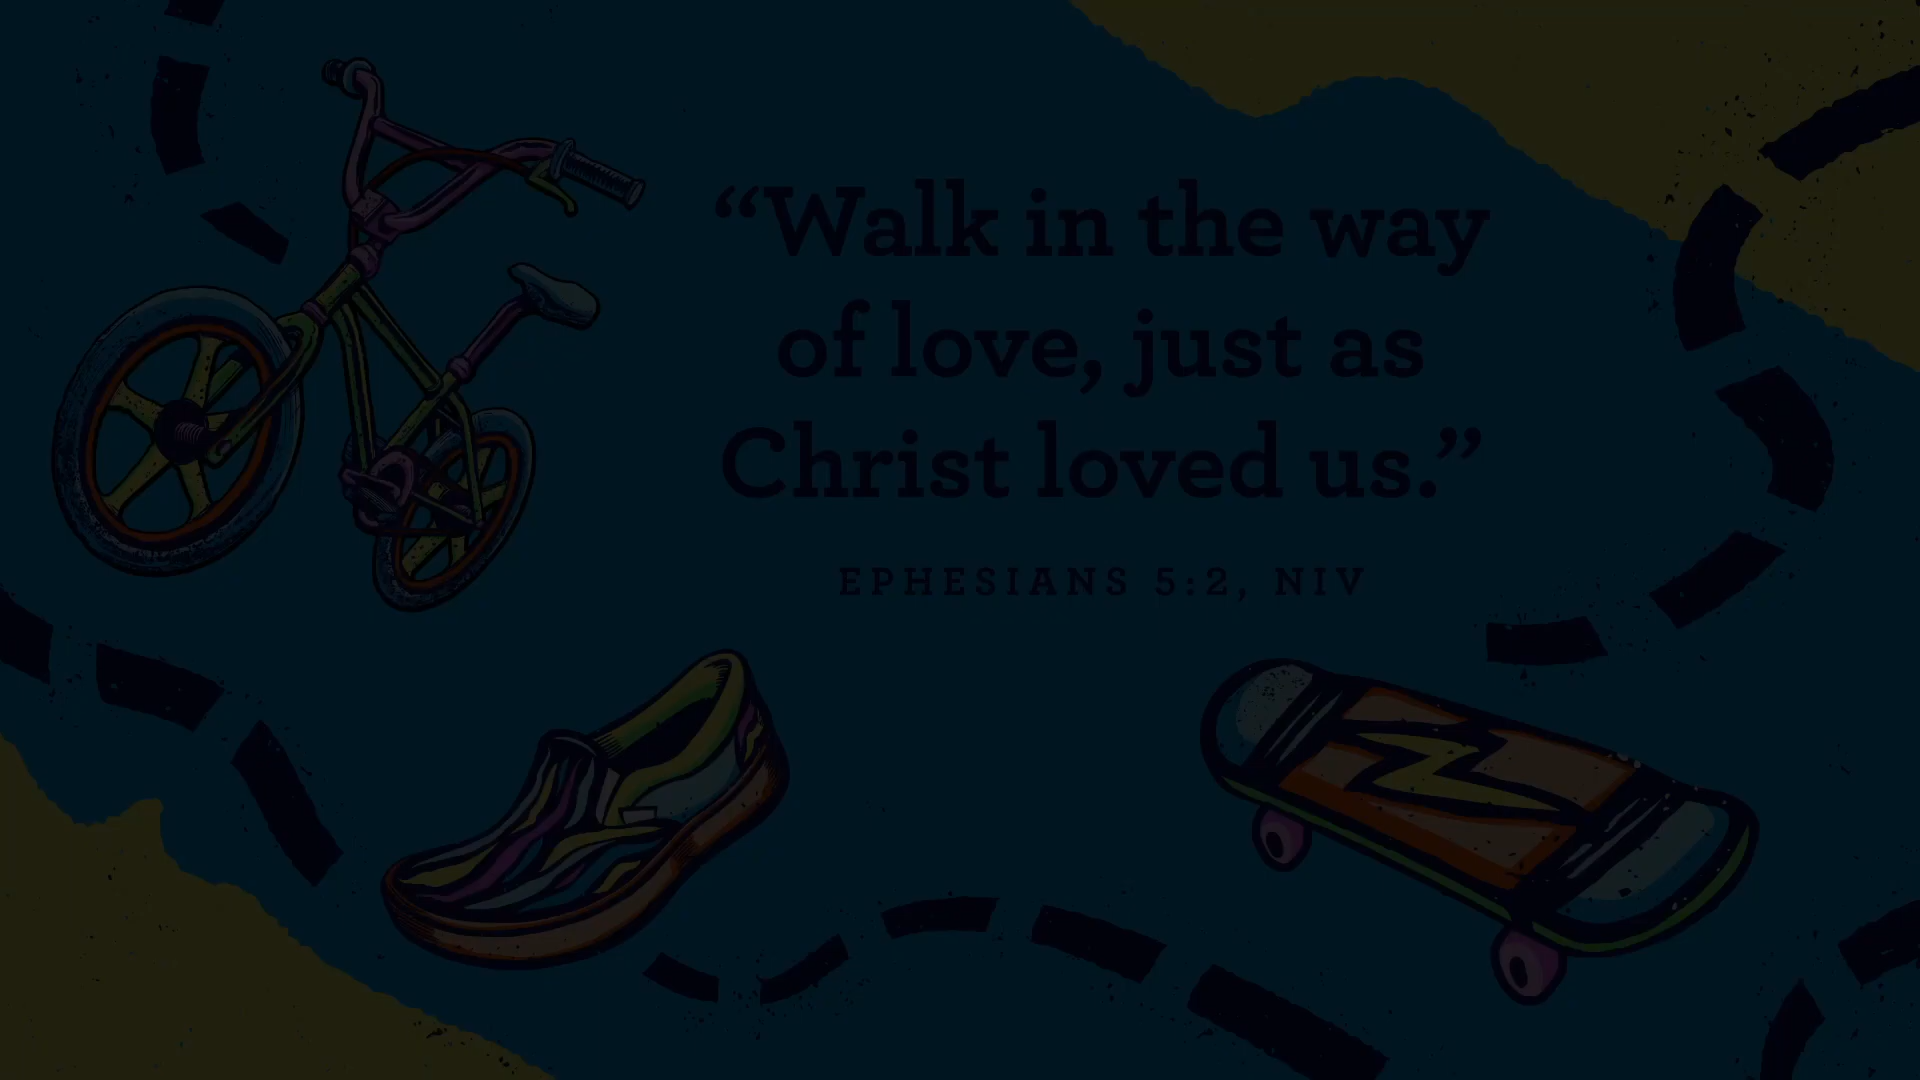 “Walk in the way
of love, just as
Christ loved us.”
EPHESIANS 5:2, NIV